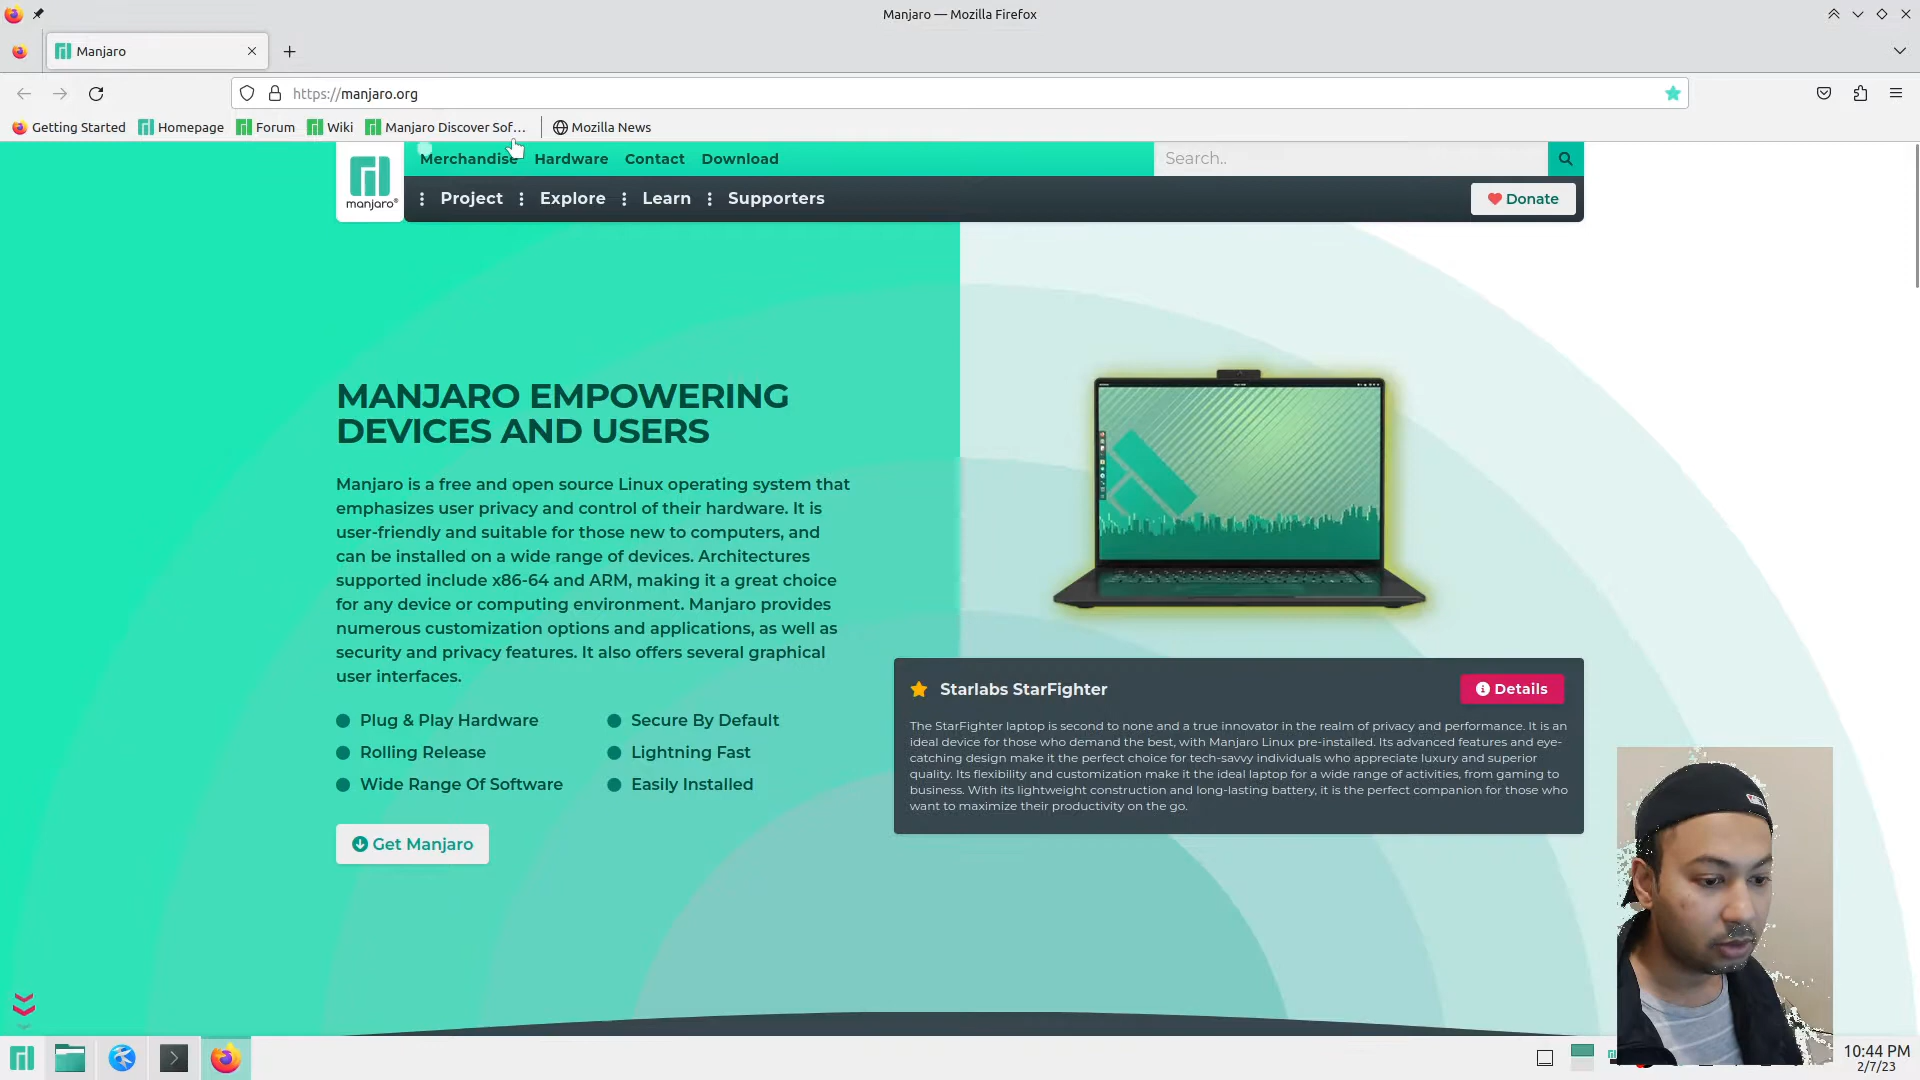 Manjaro — Mozilla Firefox
Manjaro
https://manjaro.org
Getting Started Homepage Forum Wiki Manjaro Discover Sof… Mozilla News
Merchandise Hardware Contact Download Search..
manjaro®
Project Explore Learn Supporters Donate
MANJARO EMPOWERING
DEVICES AND USERS
Manjaro is a free and open source Linux operating system that
emphasizes user privacy and control of their hardware. It is
user-friendly and suitable for those new to computers, and
can be installed on a wide range of devices. Architectures
supported include x86-64 and ARM, making it a great choice
for any device or computing environment. Manjaro provides
numerous customization options and applications, as well as
security and privacy features. It also offers several graphical
user interfaces.
Plug & Play Hardware
Rolling Release
Wide Range Of Software
Secure By Default
Lightning Fast
Easily Installed
Get Manjaro
Starlabs StarFighter
Details
The StarFighter laptop is second to none and a true innovator in the realm of privacy and performance. It is an
ideal device for those who demand the best, with Manjaro Linux pre-installed. Its advanced features and eye-
catching design make it the perfect choice for tech-savvy individuals who appreciate luxury and superior
quality. Its flexibility and customization make it the ideal laptop for a wide range of activities, from gaming to
business. With its lightweight construction and long-lasting battery, it is the perfect companion for those who
want to maximize their productivity on the go.
10:44 PM
2/7/23